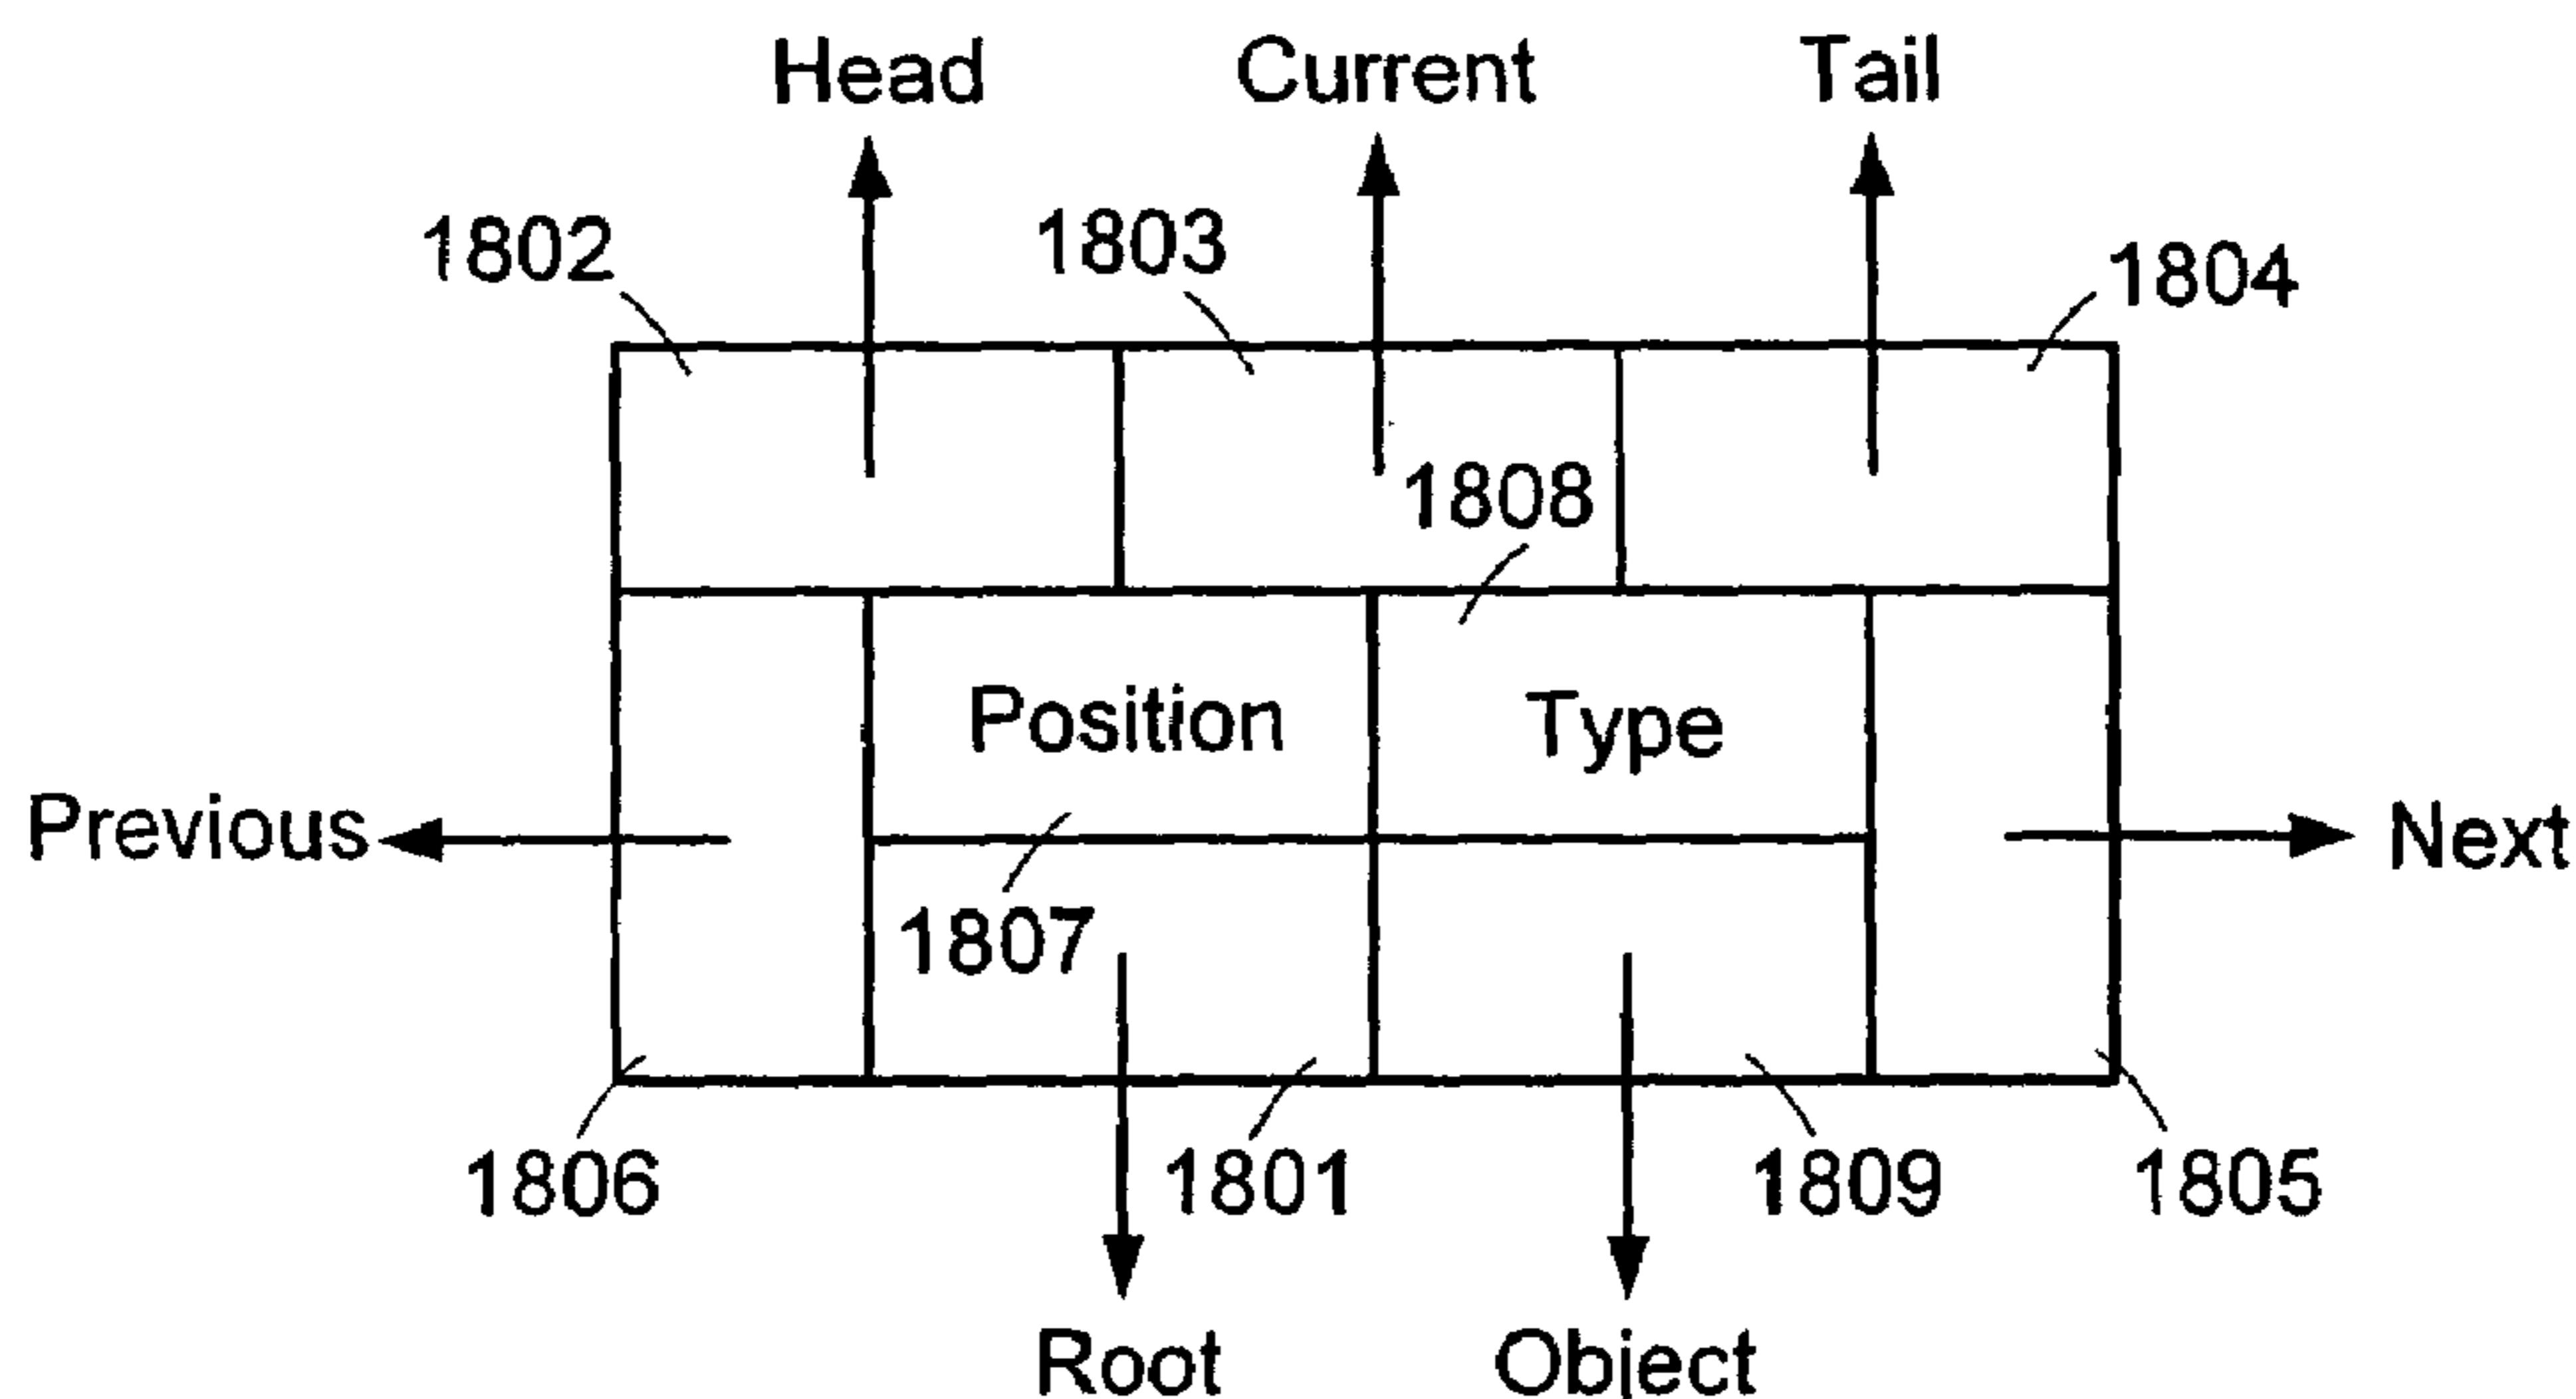 Head Current Tail
1802 1803 1804
1808
Position Type
Previous Next
1807
1806 1801 1809 1805
Root Object